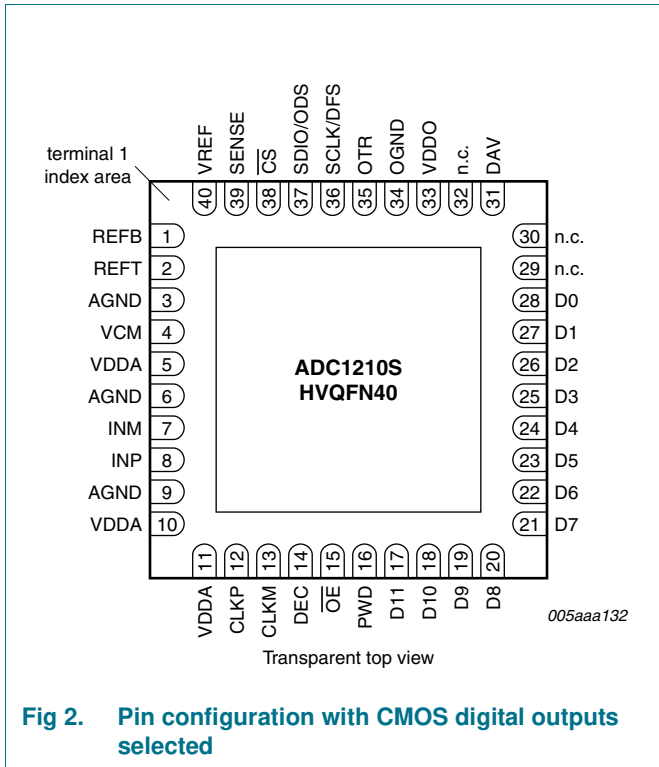 VREF
SENSE
CS
SDIO/ODS
SCLK/DFS
OTR
OGND
VDDO
n.c.
DAV
terminal 1
index area
40 39 38 37 36 35 34 33 32 31
REFB 1 30 n.c.
REFT 2 29 n.c.
AGND 3 28 D0
VCM 4 27 D1
VDDA 5 26 D2
AGND 6 25 D3
INM 7 24 D4
INP 8 23 D5
AGND 9 22 D6
VDDA 10 21 D7
ADC1210S
HVQFN40
11 12 13 14 15 16 17 18 19 20
VDDA
CLKP
CLKM
DEC
OE
PWD
D11
D10
D9
D8
005aaa132
Transparent top view
Fig 2. Pin configuration with CMOS digital outputs
selected